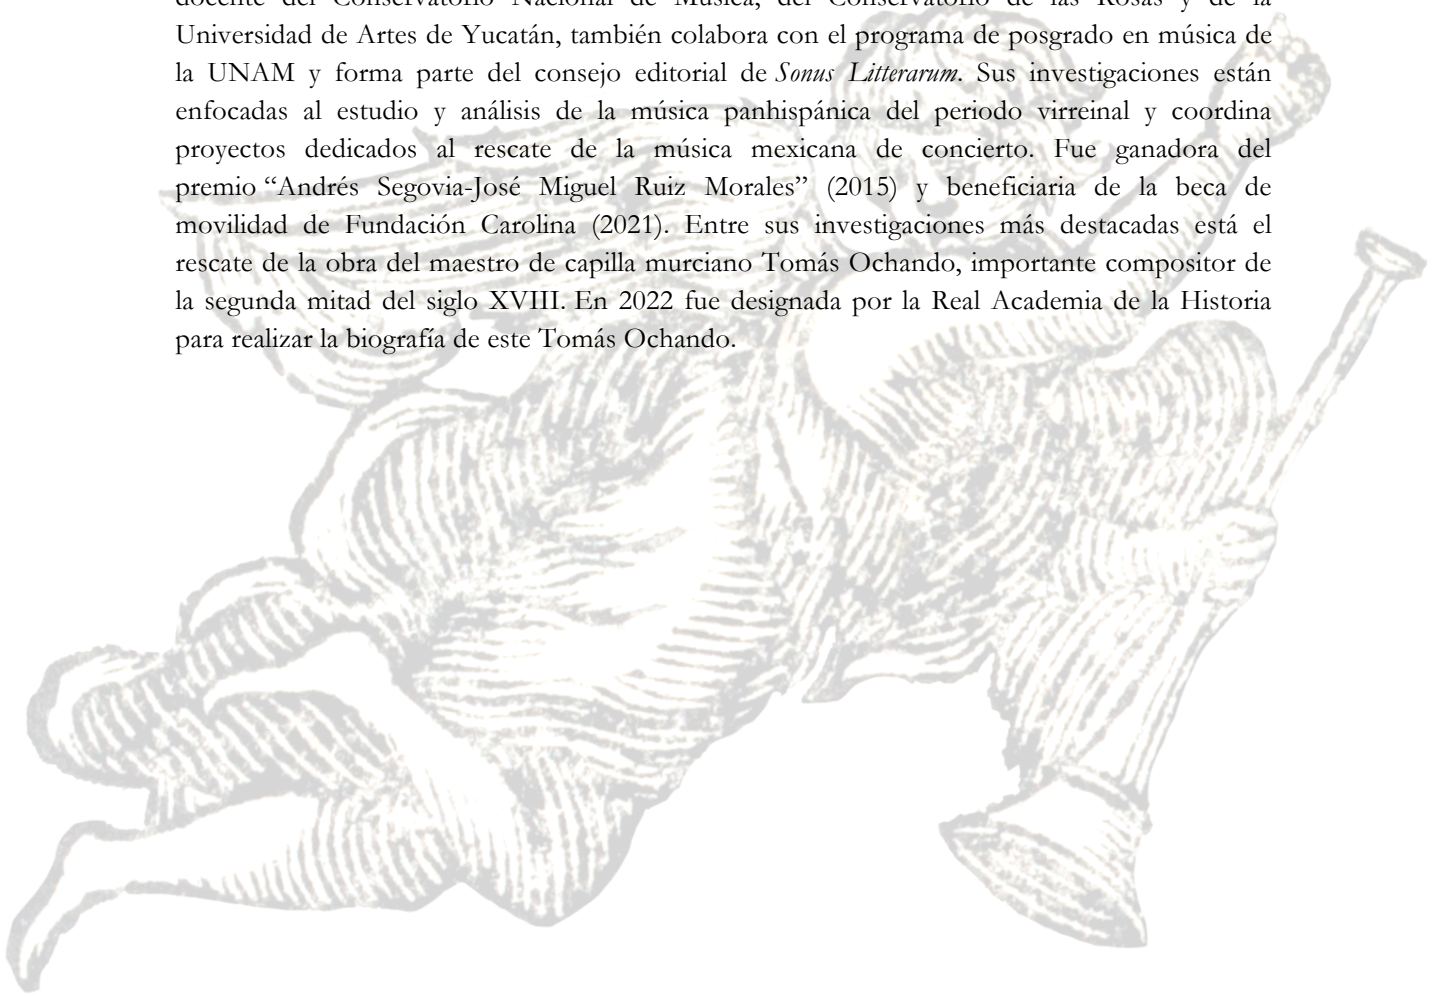 docente del Conservatorio Nacional de Música, del Conservatorio de las Rosas y de la
Universidad de Artes de Yucatán, también colabora con el programa de posgrado en música de
la UNAM y forma parte del consejo editorial de Sonus Litterarum. Sus investigaciones están
enfocadas al estudio y análisis de la música panhispánica del periodo virreinal y coordina
proyectos dedicados al rescate de la música mexicana de concierto. Fue ganadora del
premio “Andrés Segovia-José Miguel Ruiz Morales” (2015) y beneficiaria de la beca de
movilidad de Fundación Carolina (2021). Entre sus investigaciones más destacadas está el
rescate de la obra del maestro de capilla murciano Tomás Ochando, importante compositor de
la segunda mitad del siglo XVIII. En 2022 fue designada por la Real Academia de la Historia
para realizar la biografía de este Tomás Ochando.